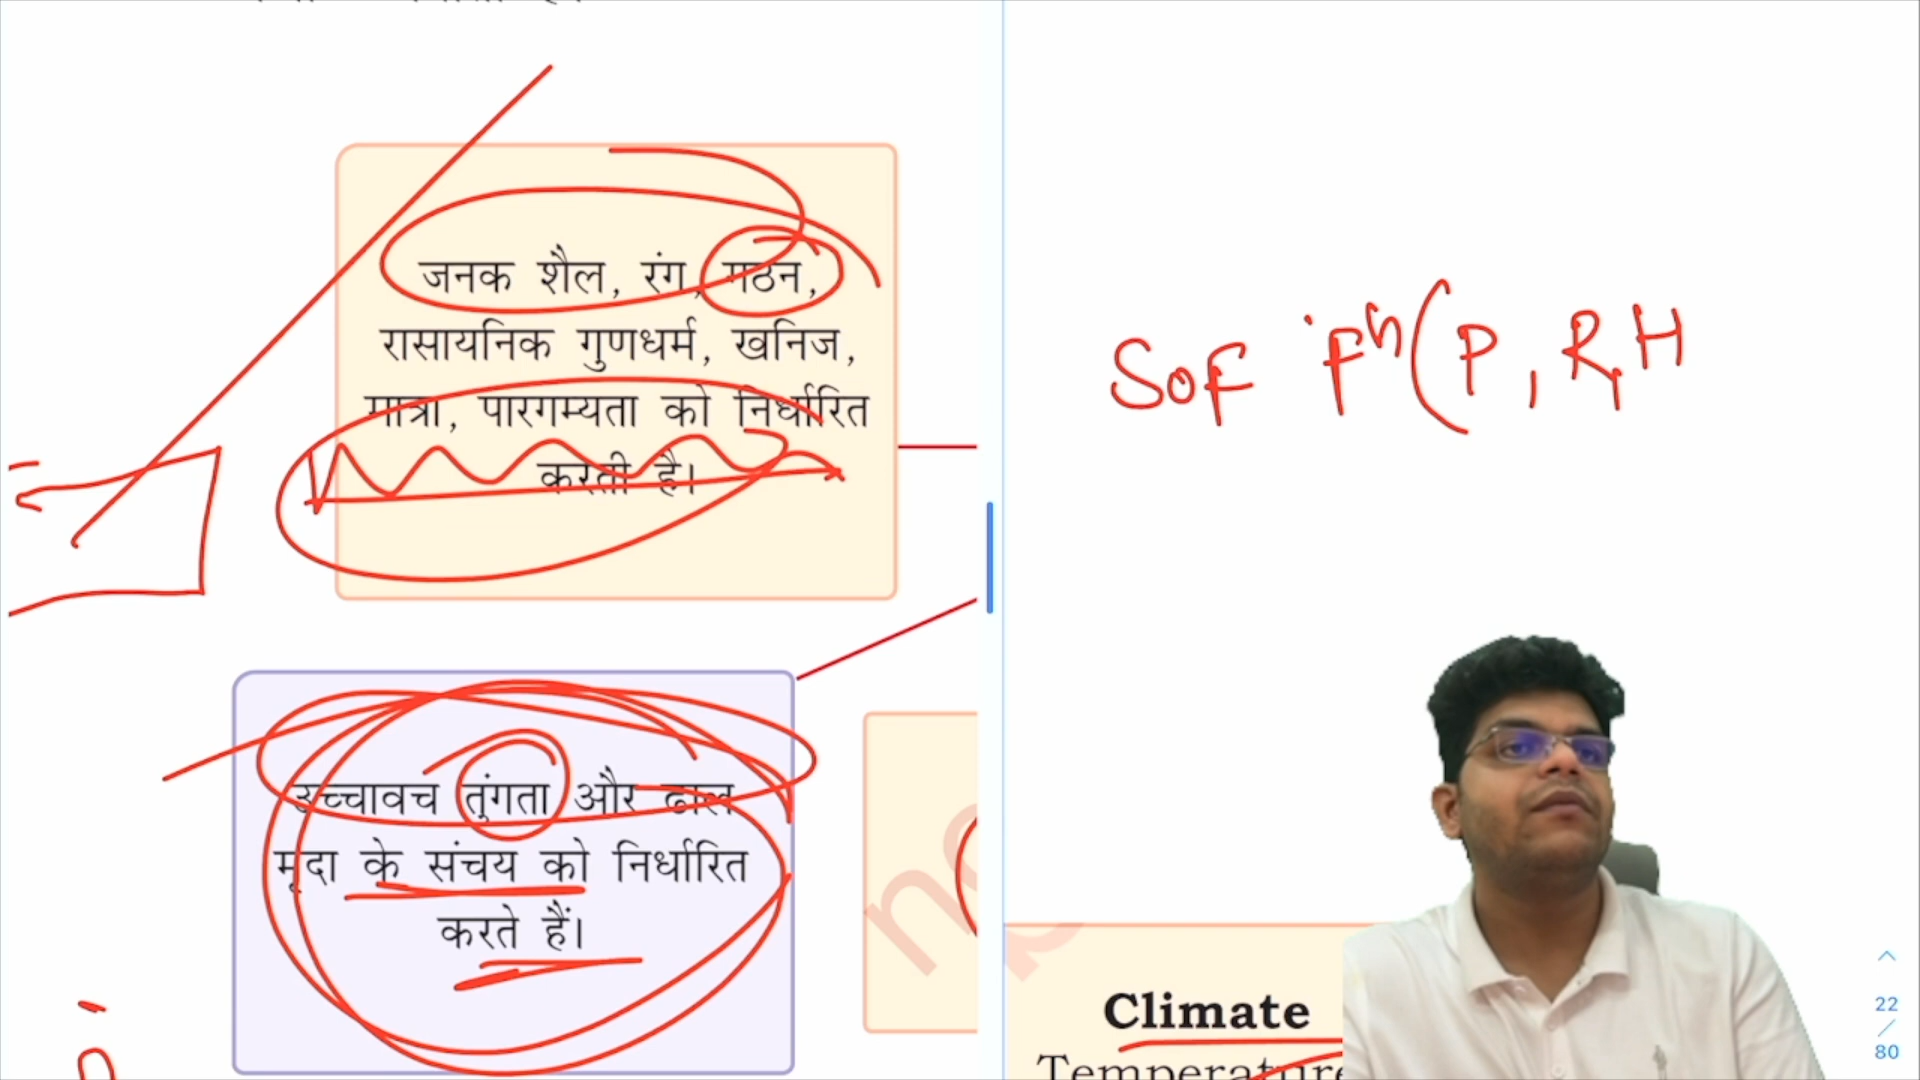 जनक शैल, रंग, गठन,
रासायनिक गुणधर्म, खनिज,
मात्रा, पारगम्यता को निर्धारित
करती है।
उच्चावच तुंगता और ढाल
मृदा के संचय को निर्धारित
करते हैं।
SoF Fn (P, R, H
Climate
Temperature
22
/
80